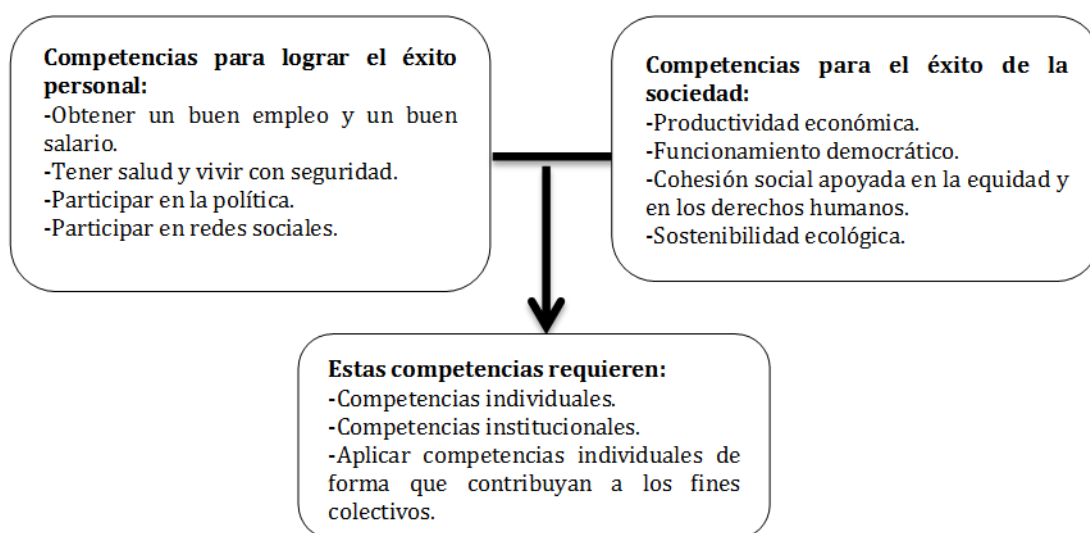 Competencias para lograr el éxito
personal:
-Obtener un buen empleo y un buen
salario.
-Tener salud y vivir con seguridad.
-Participar en la política.
-Participar en redes sociales.
Competencias para el éxito de la
sociedad:
-Productividad económica.
-Funcionamiento democrático.
-Cohesión social apoyada en la equidad y
en los derechos humanos.
-Sostenibilidad ecológica.
Estas competencias requieren:
-Competencias individuales.
-Competencias institucionales.
-Aplicar competencias individuales de
forma que contribuyan a los fines
colectivos.